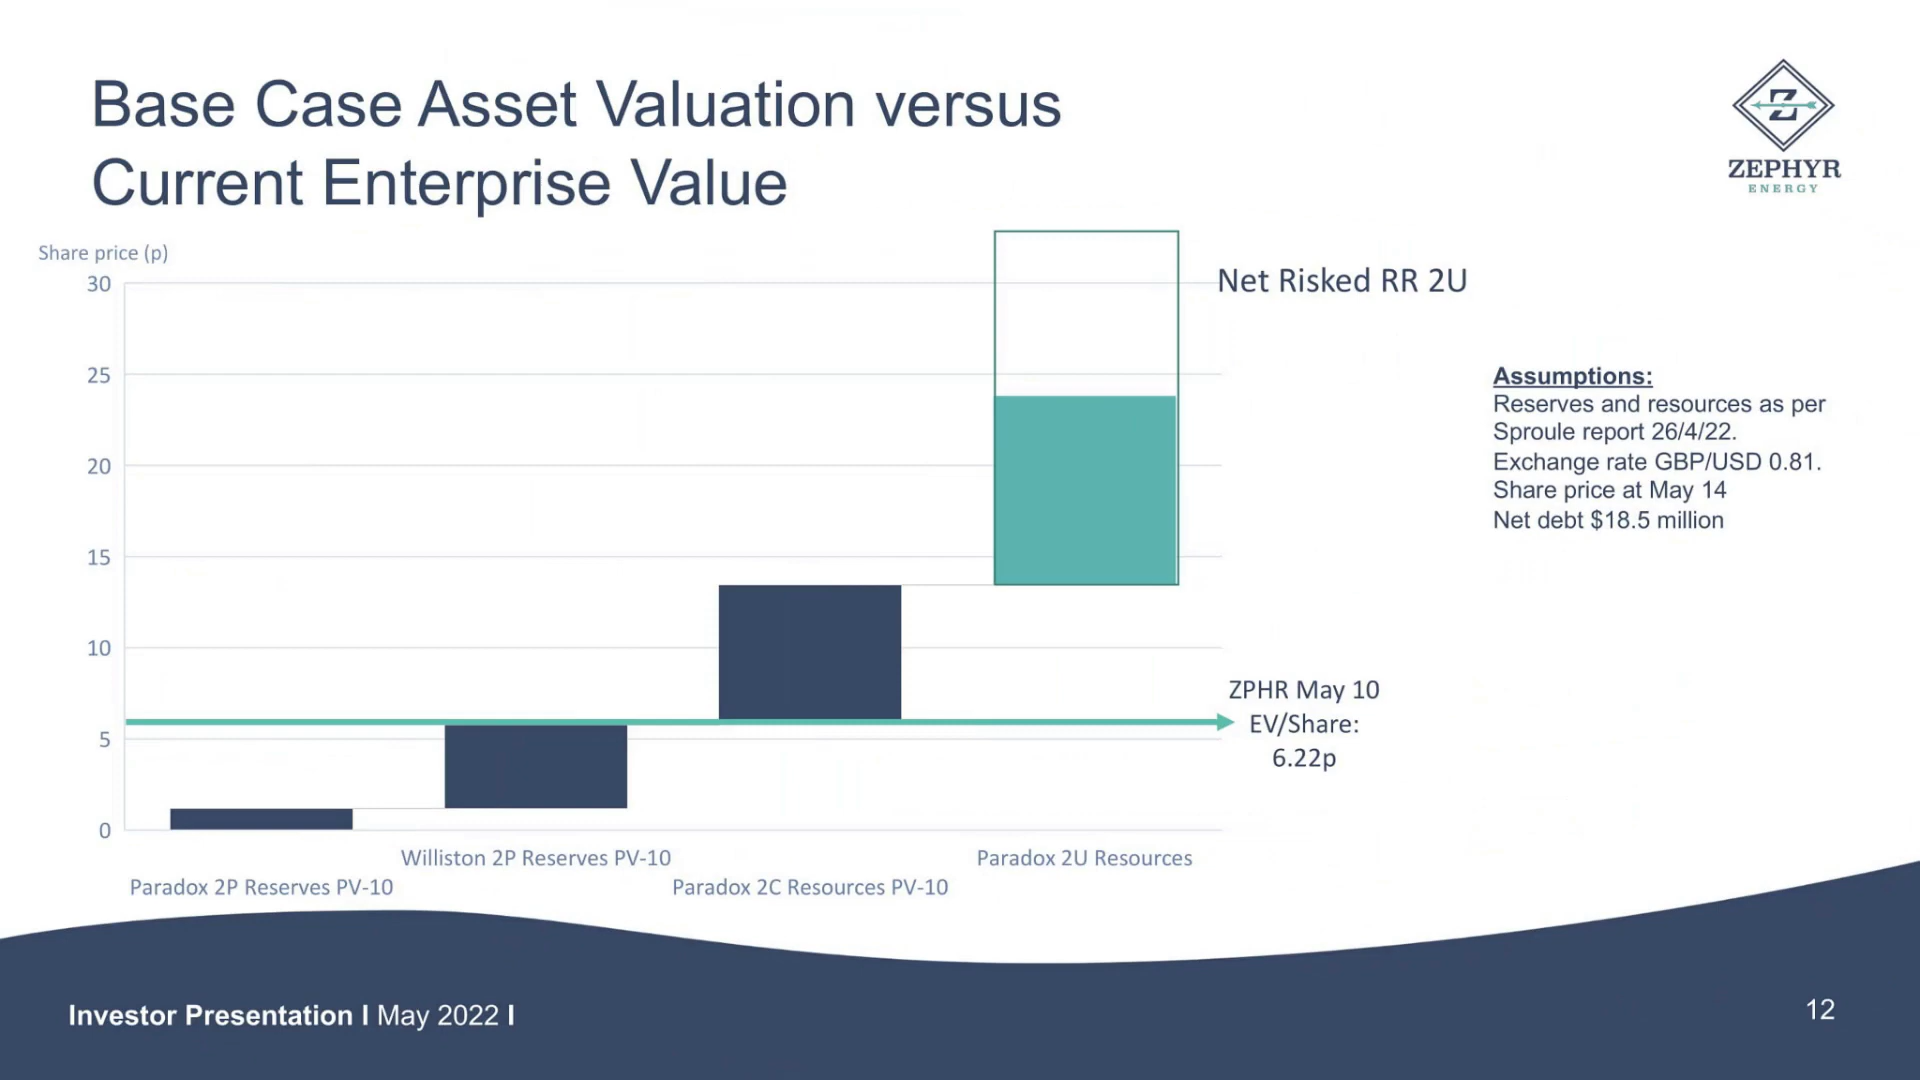 Base Case Asset Valuation versus
Current Enterprise Value
Z
ZEPHYR
ENERGY
Share price (p)
30
25
20
15
10
5
0
Net Risked RR 2U
Assumptions:
Reserves and resources as per
Sproule report 26/4/22.
Exchange rate GBP/USD 0.81.
Share price at May 14
Net debt $18.5 million
ZPHR May 10
EV/Share:
6.22p
Williston 2P Reserves PV-10
Paradox 2U Resources
Paradox 2P Reserves PV-10
Paradox 2C Resources PV-10
Investor Presentation I May 2022 I
12